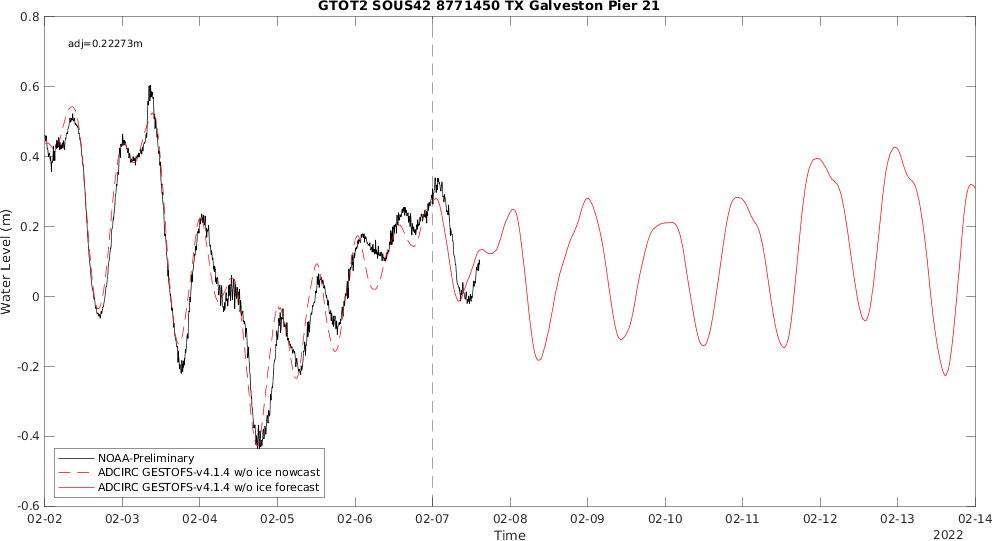 GTOT2 SOUS42 8771450 TX Galveston Pier 21
adj=0.22273m
0.8
0.6
0.4
0.2
0
-0.2
-0.4
-0.6
Water Level (m)
NOAA-Preliminary
ADCIRC GESTOFS-v4.1.4 w/o ice nowcast
ADCIRC GESTOFS-v4.1.4 w/o ice forecast
02-02 02-03 02-04 02-05 02-06 02-07 02-08 02-09 02-10 02-11 02-12 02-13 02-14
Time
2022